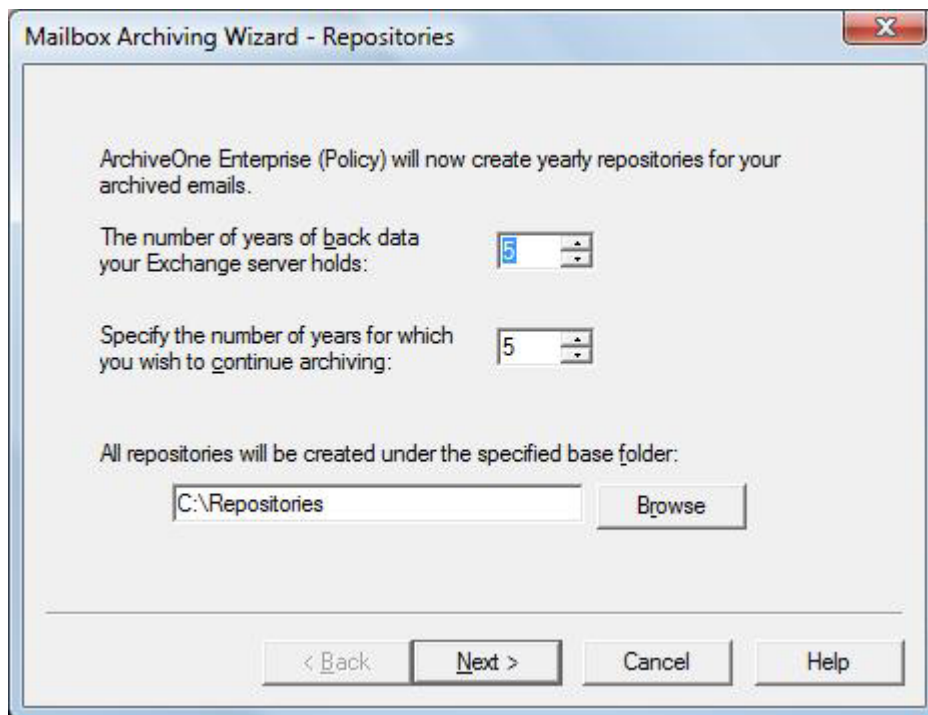 Mailbox Archiving Wizard - Repositories
ArchiveOne Enterprise (Policy) will now create yearly repositories for your
archived emails.
The number of years of back data
your Exchange server holds:
5
Specify the number of years for which
you wish to continue archiving:
5
All repositories will be created under the specified base folder:
C:\Repositories
Browse
< Back
Next >
Cancel
Help